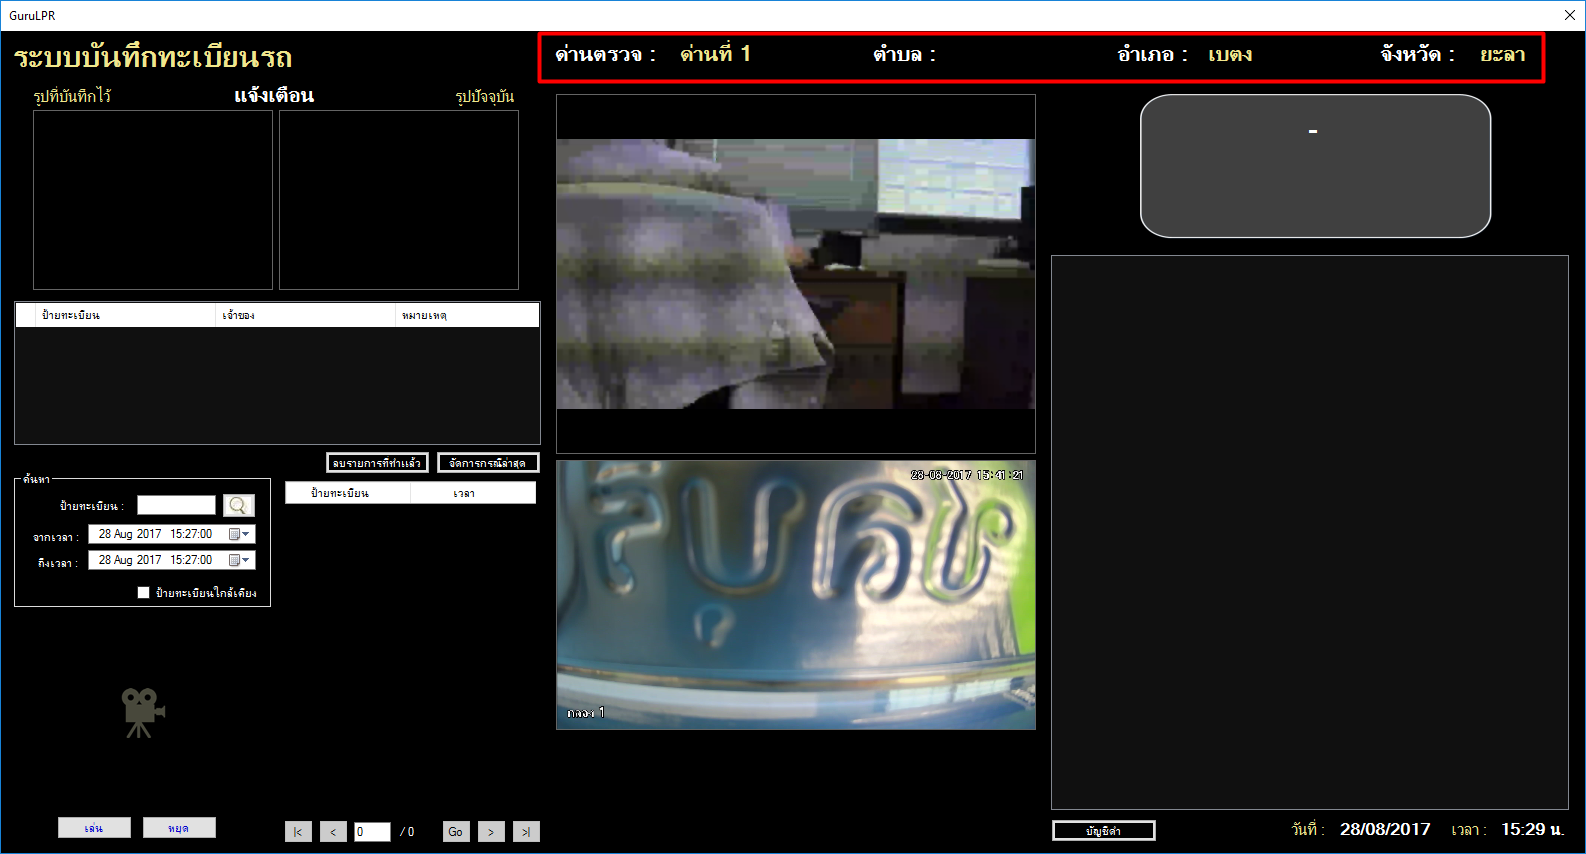 GuruLPR
ระบบบันทึกทะเบียนรถ
ด่านตรวจ : ด่านที่ 1 ตำบล : อำเภอ : เบตง จังหวัด : ยะลา
รูปที่บันทึกไว้ แจ้งเตือน รูปปัจจุบัน
-
ป้ายทะเบียน เจ้าของ หมายเหตุ
ลบรายการที่ทำแล้ว จัดการกรณีล่าสุด
28-08-2017 15:41:21
ค้นหา
ป้ายทะเบียน :
จากเวลา : 28 Aug 2017 15:27:00
ถึงเวลา : 28 Aug 2017 15:27:00
ป้ายทะเบียนใกล้เคียง
ป้ายทะเบียน เวลา
กล้อง 1
เล่น หยุด
|< < 0 / 0 Go > >|
บัญชีดำ
วันที่ : 28/08/2017 เวลา : 15:29 น.